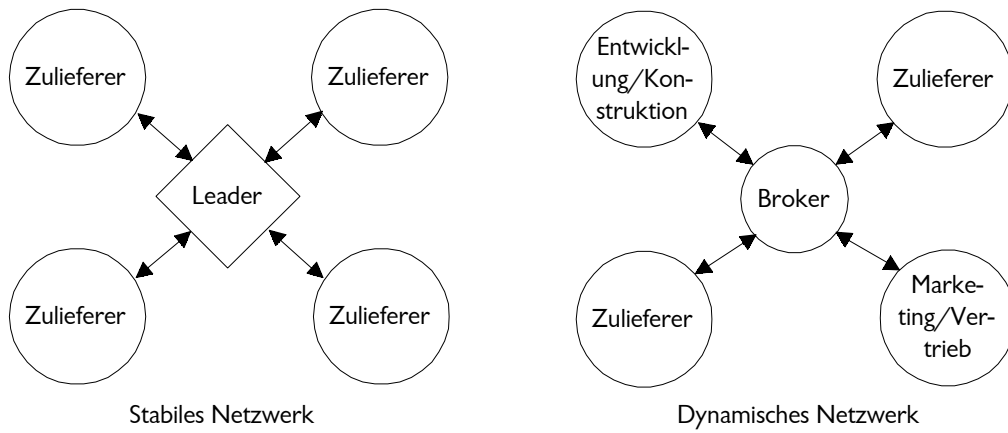 Zulieferer
Zulieferer
Leader
Zulieferer
Zulieferer
Stabiles Netzwerk
Entwickl-
ung/Kon-
struktion
Zulieferer
Broker
Zulieferer
Marke-
ting/Ver-
trieb
Dynamisches Netzwerk